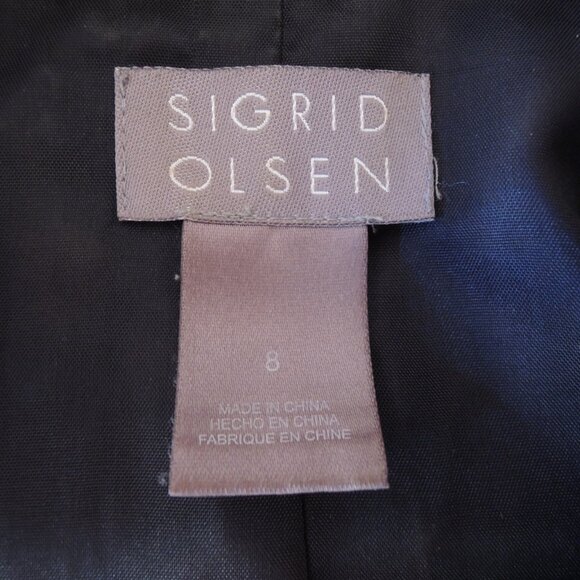 SIGRID
OLSEN
8
MADE IN CHINA
HECHO EN CHINA
FABRIQUE EN CHINE